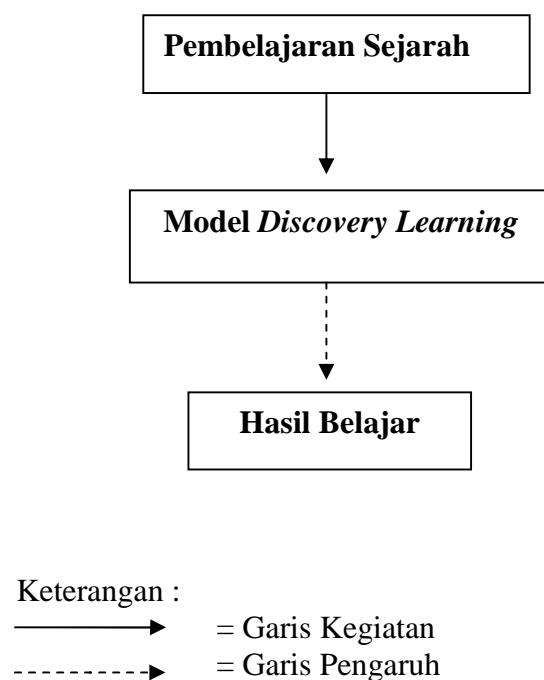 Pembelajaran Sejarah
Model Discovery Learning
Hasil Belajar
Keterangan :
= Garis Kegiatan
= Garis Pengaruh